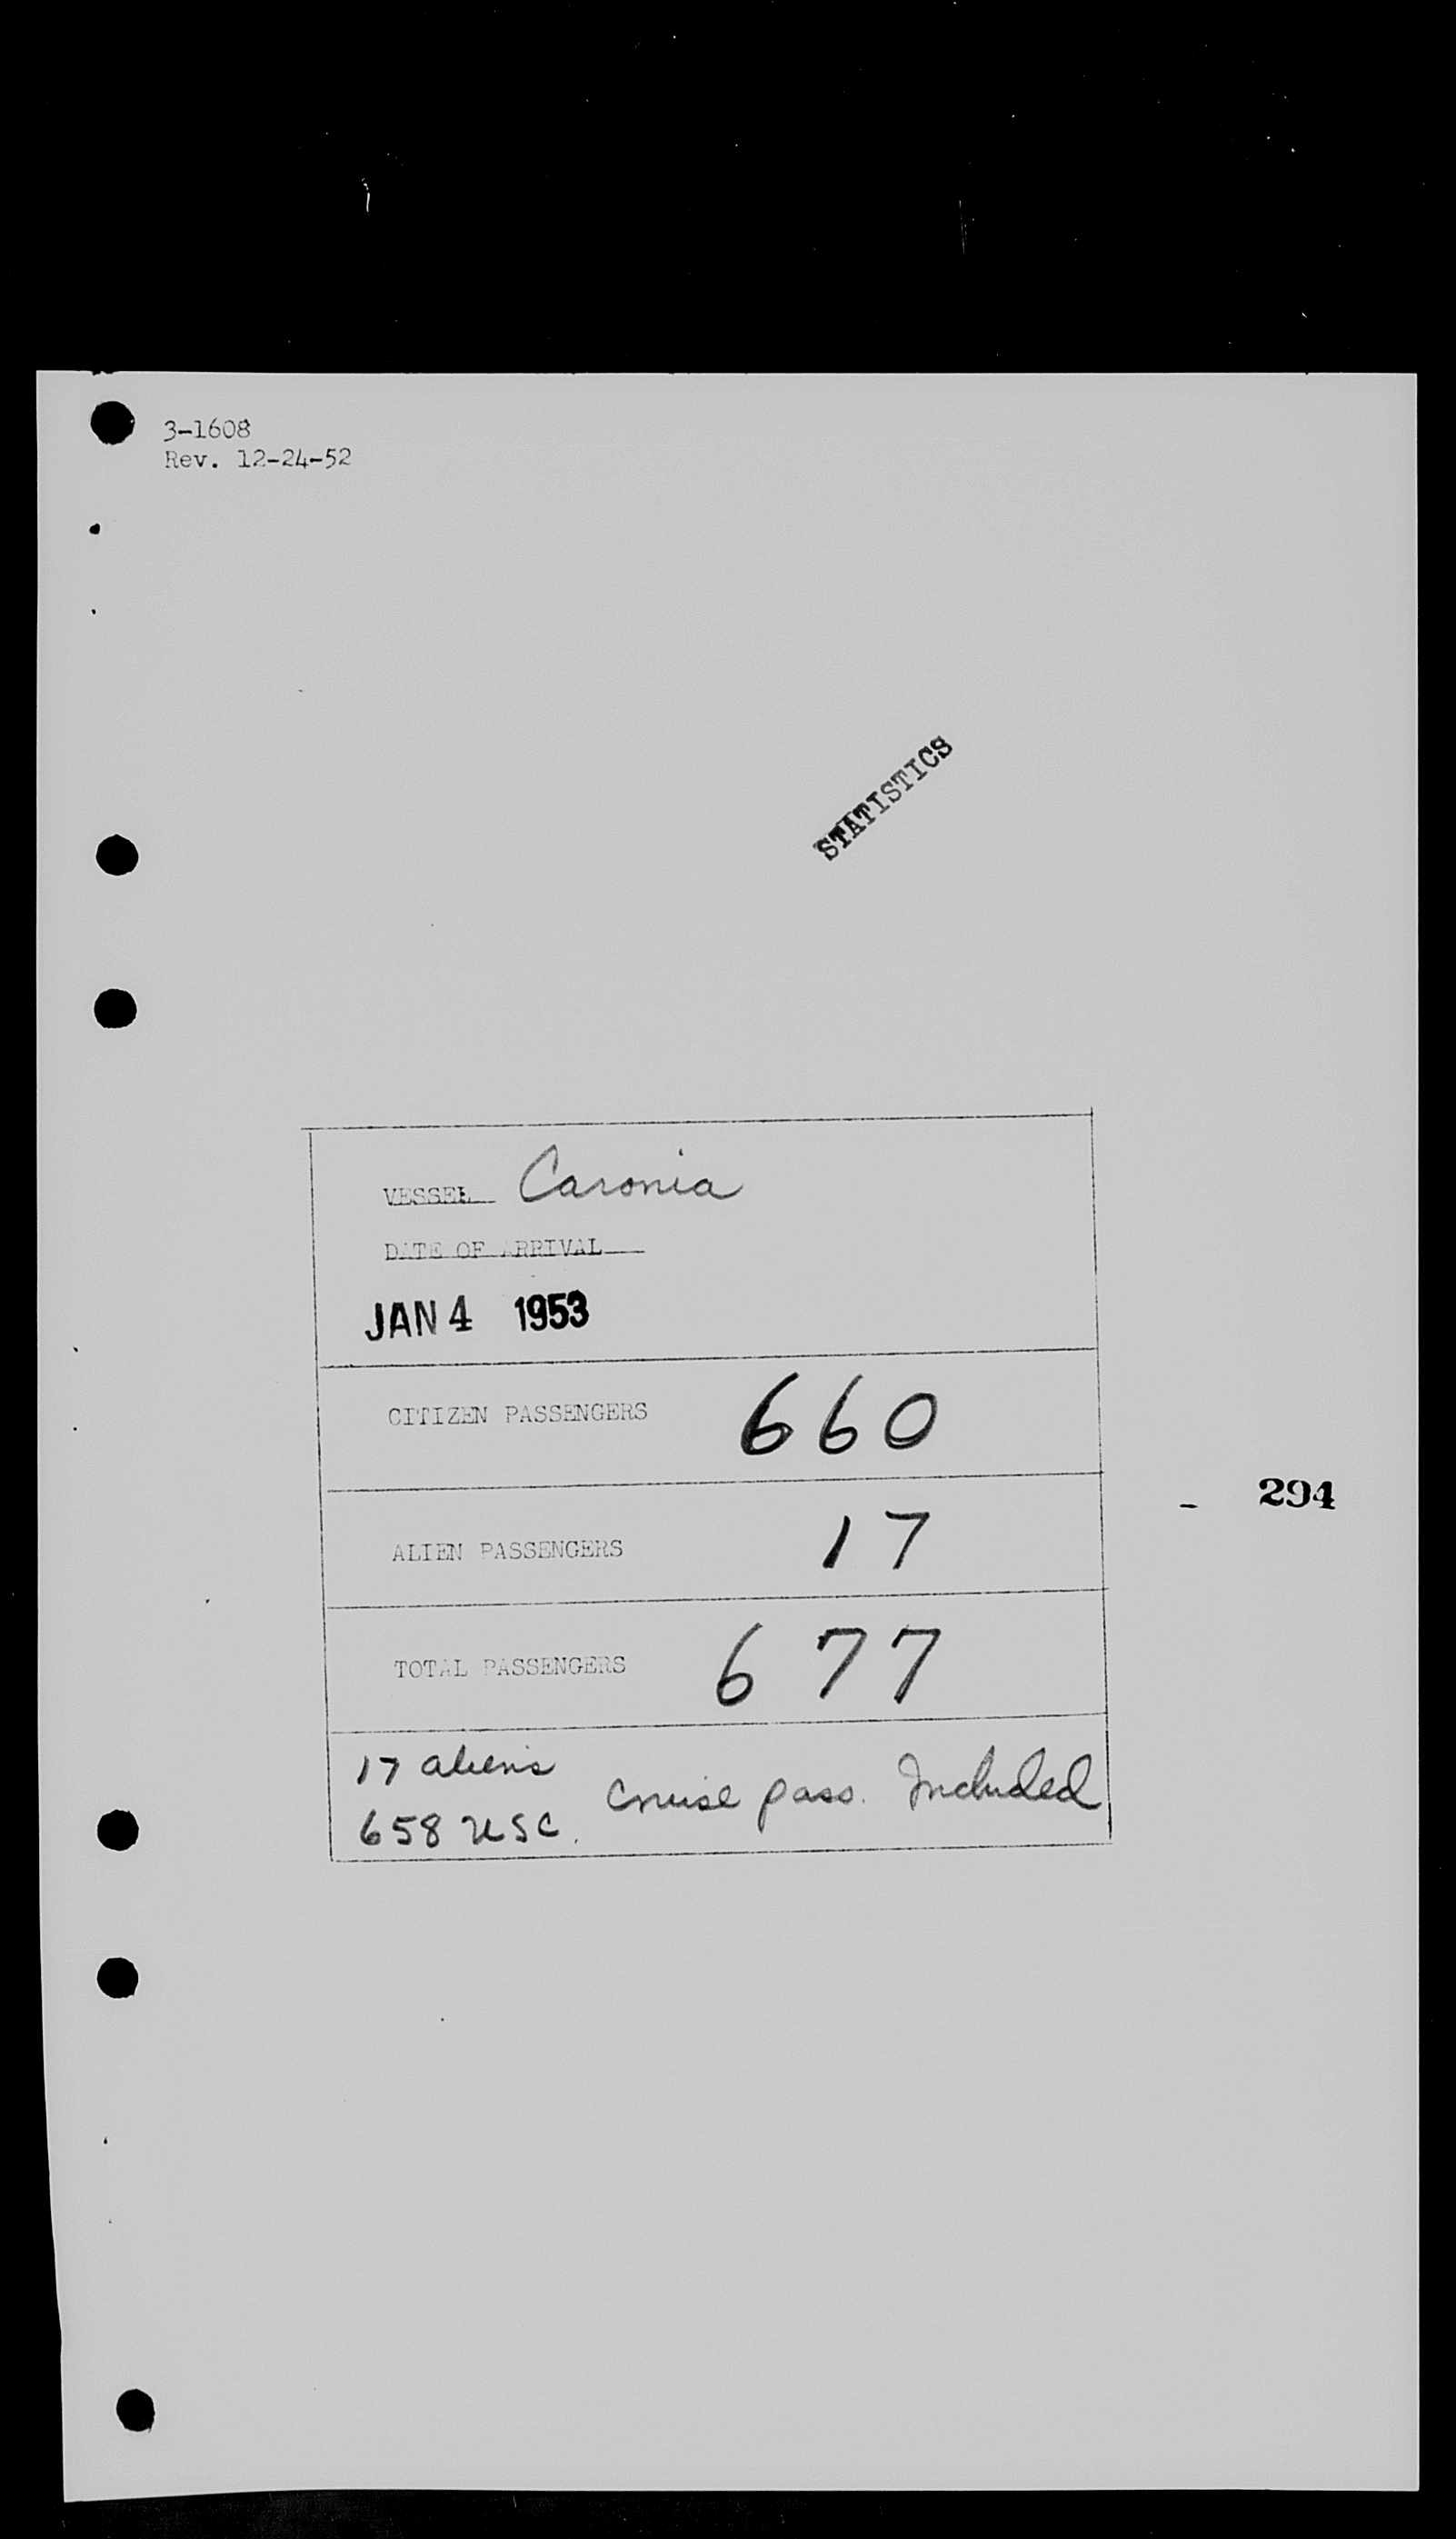 3-1608
Rev. 12-24-52
STATISTICS
VESSEL Caronia
DATE OF ARRIVAL
JAN 4 1953
CITIZEN PASSENGERS 660
- 294
ALIEN PASSENGERS 17
TOTAL PASSENGERS 677
17 aliens
cruise pass. Included
658 USC.